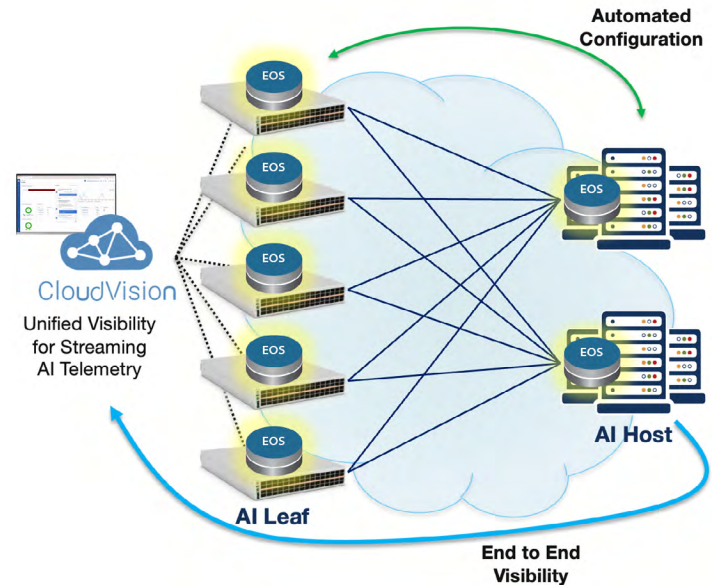 Automated
Configuration
EOS
EOS
EOS
EOS
EOS
EOS
EOS
CloudVision
Unified Visibility
for Streaming
AI Telemetry
AI Leaf
AI Host
End to End
Visibility